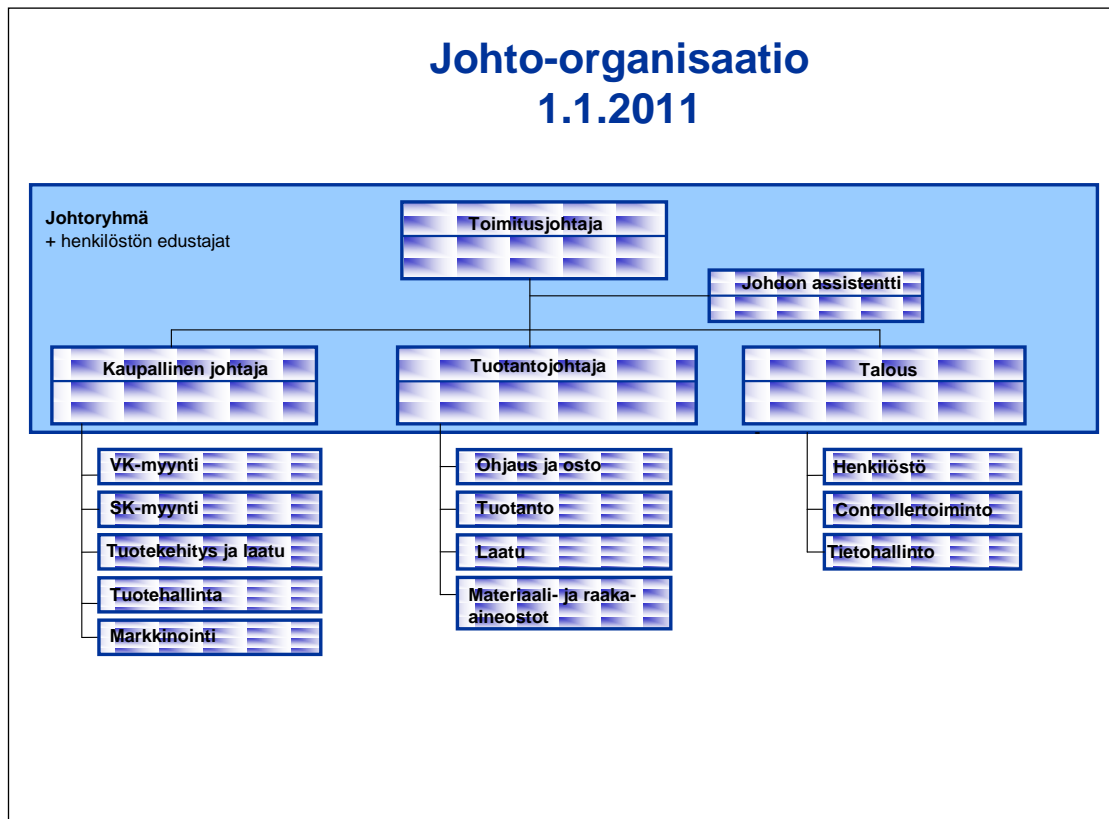 Johto-organisaatio
1.1.2011
Johtoryhmä
+ henkilöstön edustajat
Toimitusjohtaja
Johdon assistentti
Kaupallinen johtaja
Tuotantojohtaja
Talous
VK-myynti
SK-myynti
Tuotekehitys ja laatu
Tuotehallinta
Markkinointi
Ohjaus ja osto
Tuotanto
Laatu
Materiaali- ja raaka-
aineostot
Henkilöstö
Controllertoiminto
Tietohallinto